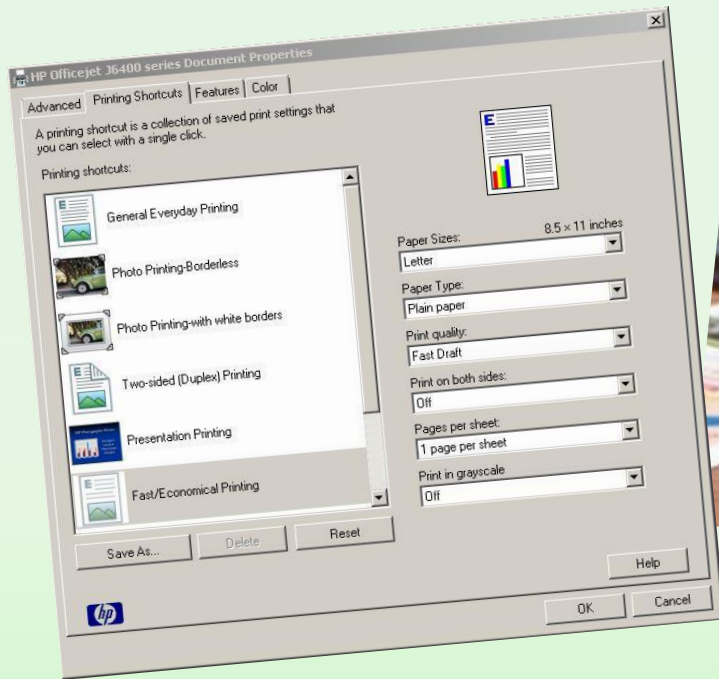 HP Officejet J6400 series Document Properties
Advanced
Printing Shortcuts
Features
Color
A printing shortcut is a collection of saved print settings that
you can select with a single click.
Printing shortcuts:
General Everyday Printing
Photo Printing-Borderless
Photo Printing-with white borders
Two-sided (Duplex) Printing
Presentation Printing
Fast/Economical Printing
Save As...
Delete
Reset
E
8.5 × 11 inches
Paper Sizes:
Letter
Paper Type:
Plain paper
Print quality:
Fast Draft
Print on both sides:
Off
Pages per sheet:
1 page per sheet
Print in grayscale
Off
Help
hp
OK
Cancel